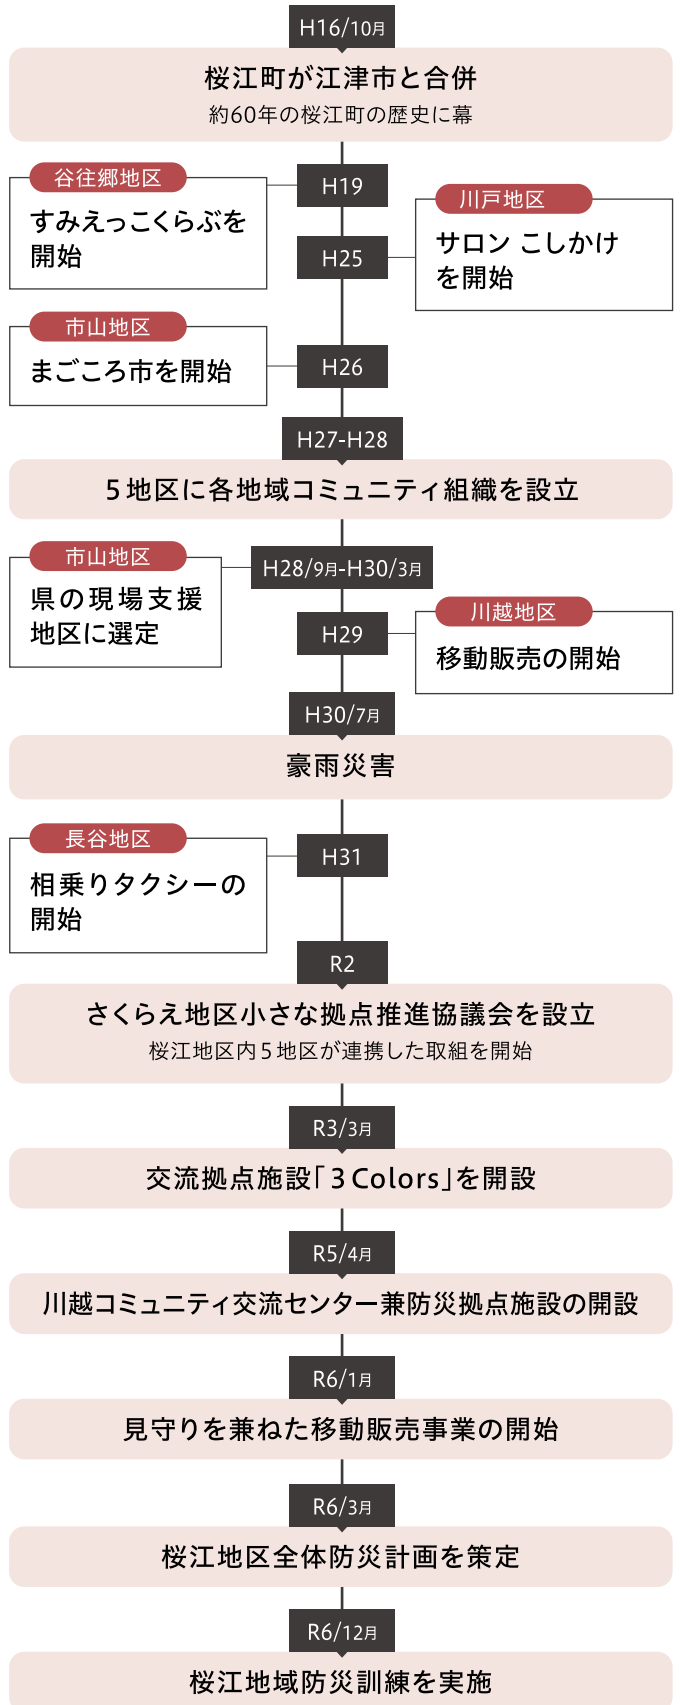 H16/10月
桜江町が江津市と合併
約60年の桜江町の歴史に幕
H19
谷往郷地区
すみえっこくらぶを
開始
H25
川戸地区
サロン こしかけ
を開始
H26
市山地区
まごころ市を開始
H27-H28
5地区に各地域コミュニティ組織を設立
H28/9月-H30/3月
市山地区
県の現場支援
地区に選定
H29
川越地区
移動販売の開始
H30/7月
豪雨災害
H31
長谷地区
相乗りタクシーの
開始
R2
さくらえ地区小さな拠点推進協議会を設立
桜江地区内5地区が連携した取組を開始
R3/3月
交流拠点施設「3 Colors」を開設
R5/4月
川越コミュニティ交流センター兼防災拠点施設の開設
R6/1月
見守りを兼ねた移動販売事業の開始
R6/3月
桜江地区全体防災計画を策定
R6/12月
桜江地域防災訓練を実施